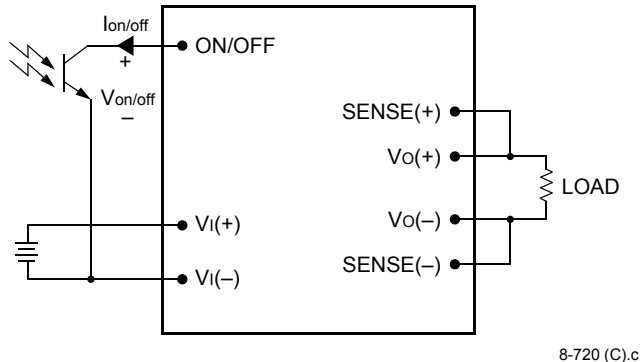 Ion/off
+
ON/OFF
Von/off
–
SENSE(+)
VO(+)
LOAD
VO(–)
SENSE(–)
VI(+)
VI(–)
8-720 (C).c